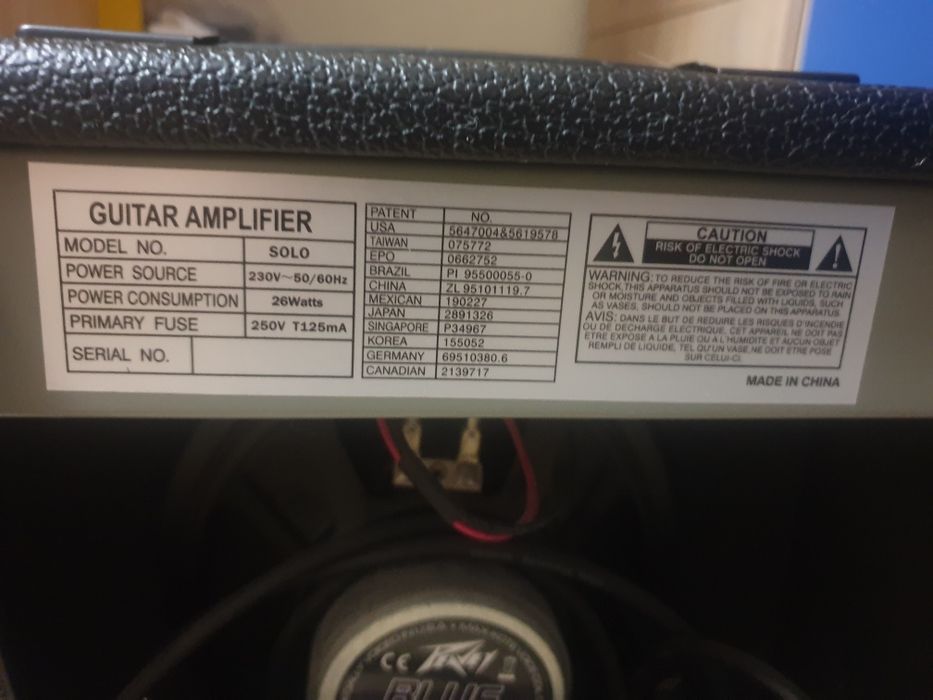 GUITAR AMPLIFIER
MODEL NO. SOLO
POWER SOURCE 230V~50/60Hz
POWER CONSUMPTION 26Watts
PRIMARY FUSE 250V T125mA
SERIAL NO.
PATENT NO.
USA 5647004&5619578
TAIWAN 075772
EPO 0662752
BRAZIL PI 95500055-0
CHINA ZL 95101119.7
MEXICAN 190227
JAPAN 2891326
SINGAPORE P34967
KOREA 155052
GERMANY 69510380.6
CANADIAN 2139717
CAUTION
RISK OF ELECTRIC SHOCK
DO NOT OPEN
WARNING: TO REDUCE THE RISK OF FIRE OR ELECTRIC
SHOCK, THIS APPARATUS SHOULD NOT BE EXPOSED TO RAIN
OR MOISTURE AND OBJECTS FILLED WITH LIQUIDS, SUCH
AS VASES, SHOULD NOT BE PLACED ON THIS APPARATUS.
AVIS: DANS LE BUT DE REDUIRE LES RISQUES D'INCENDIE
OU DE DECHARGE ELECTRIQUE, CET APPAREIL NE DOIT PAS
ETRE EXPOSE A LA PLUIE OU A L'HUMIDITE ET AUCUN OBJET
REMPLI DE LIQUIDE, TEL QU'UN VASE, NE DOIT ETRE POSE
SUR CELUI-CI.
MADE IN CHINA
CE PEAVEY
BLUE